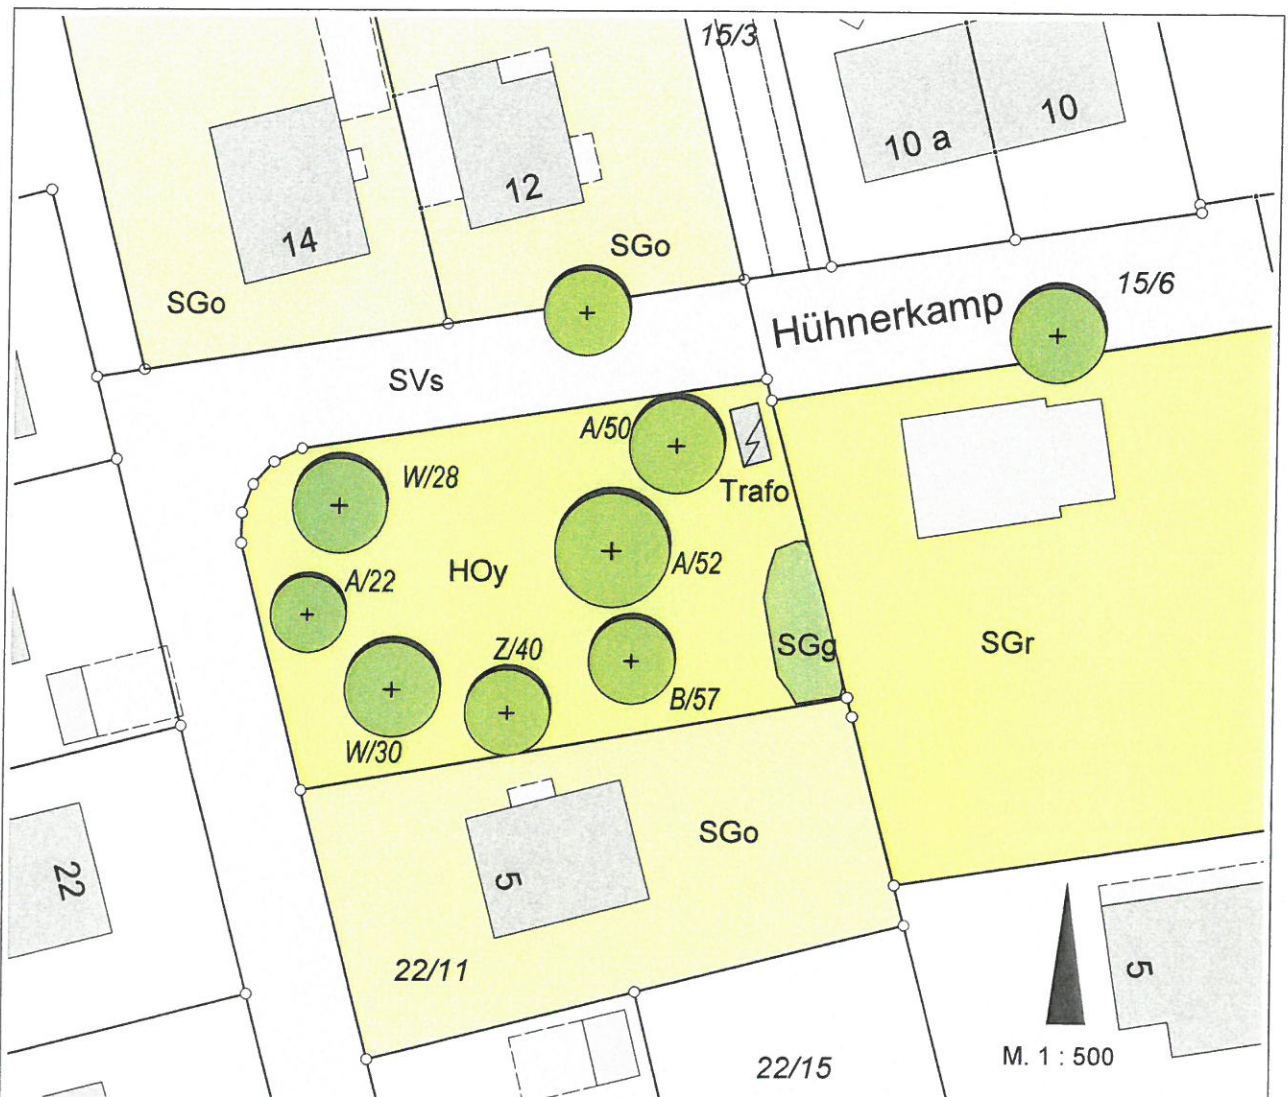 15/3
10 a
10
12
14
SGo
SGo
15/6
Hühnerkamp
SVs
A/50
W/28
Trafo
HOy
A/52
A/22
SGg
SGr
Z/40
B/57
W/30
SGo
22
5
22/11
5
M. 1 : 500
22/15